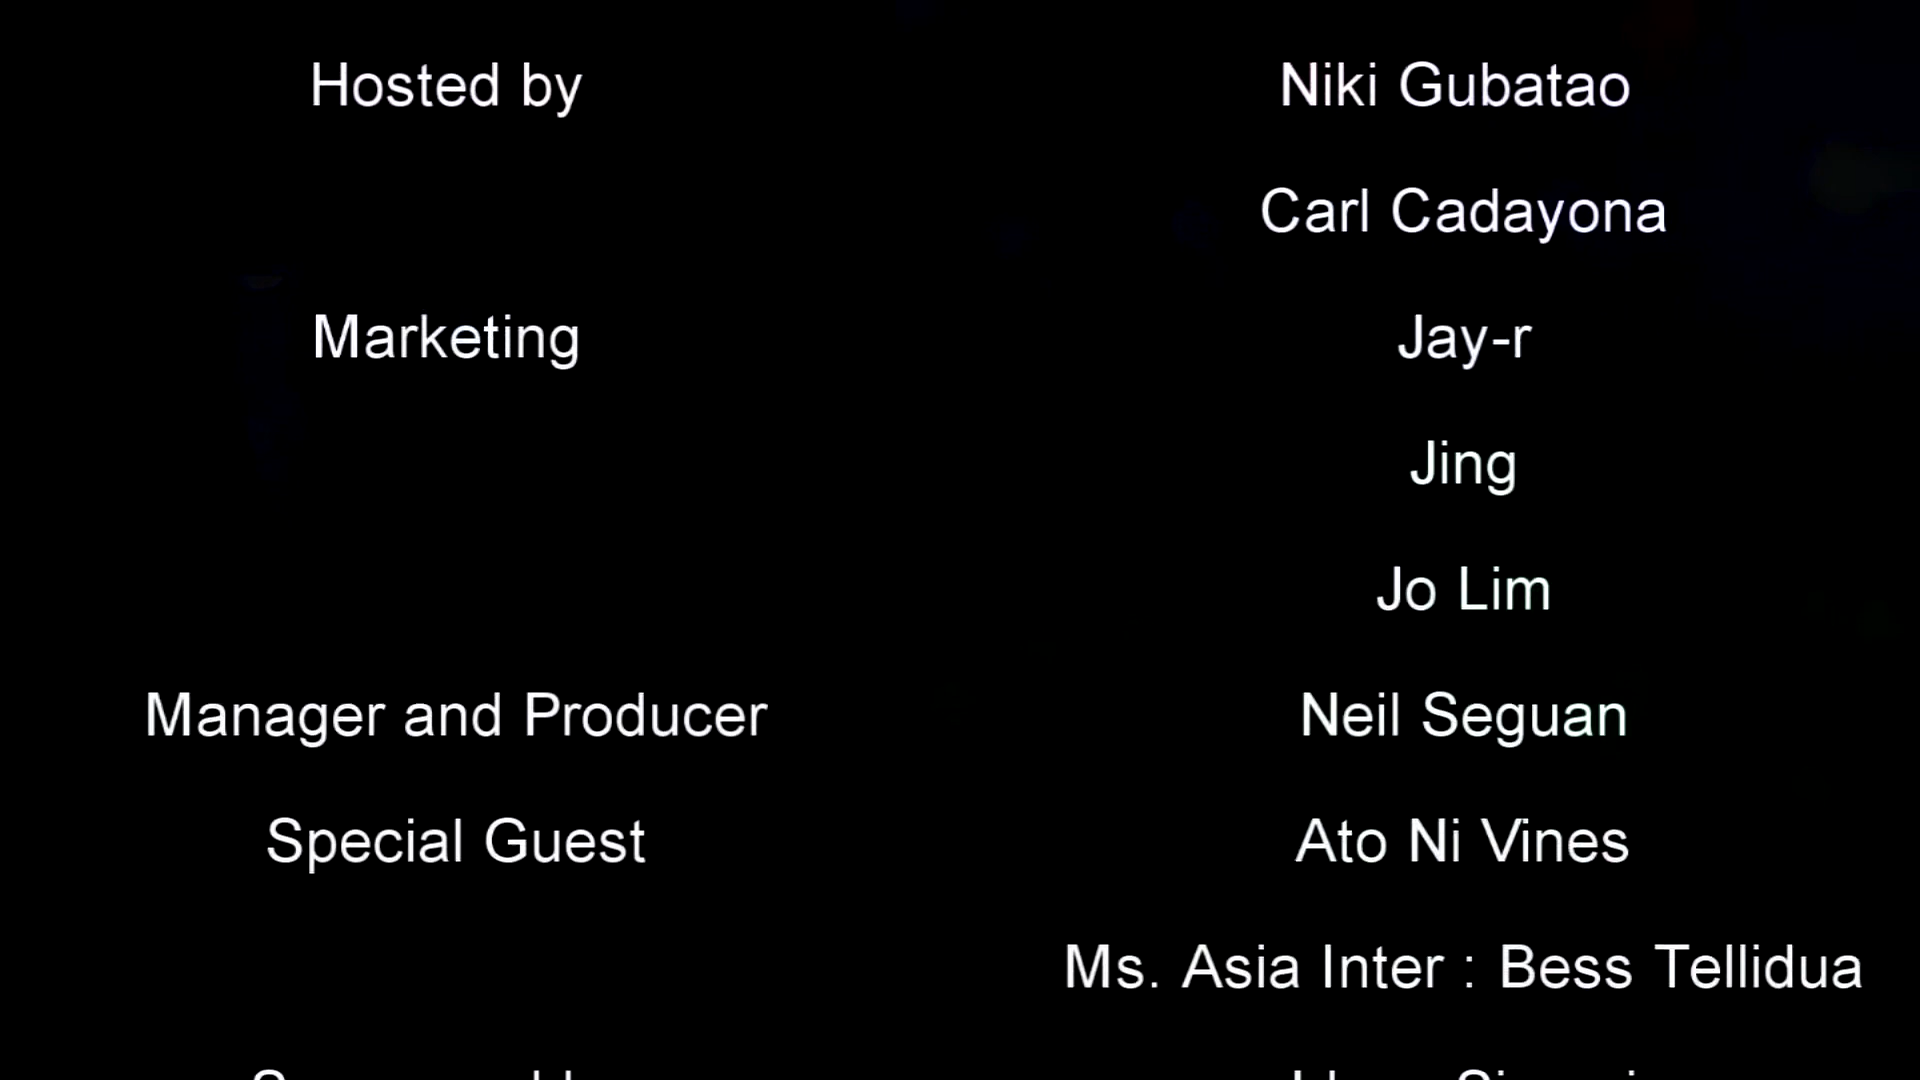 Hosted by Niki Gubatao
Carl Cadayona
Marketing Jay-r
Jing
Jo Lim
Manager and Producer Neil Seguan
Special Guest Ato Ni Vines
Ms. Asia Inter : Bess Tellidua